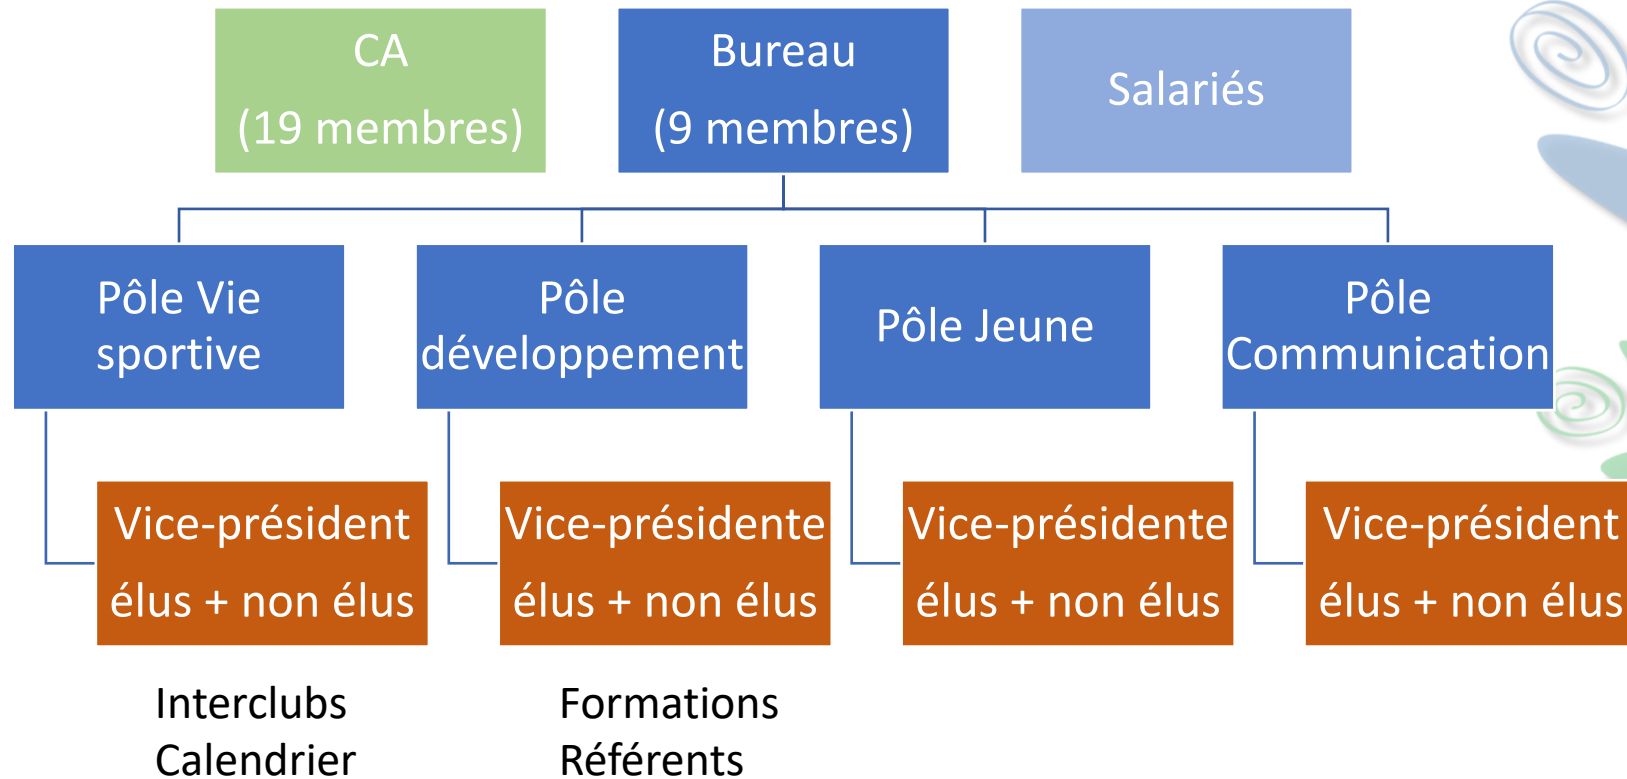 CA
(19 membres)
Bureau
(9 membres)
Salariés
Pôle Vie
sportive
Pôle
développement
Pôle Jeune
Pôle
Communication
Vice-président
élus + non élus
Vice-présidente
élus + non élus
Vice-présidente
élus + non élus
Vice-président
élus + non élus
Interclubs
Calendrier
Formations
Référents